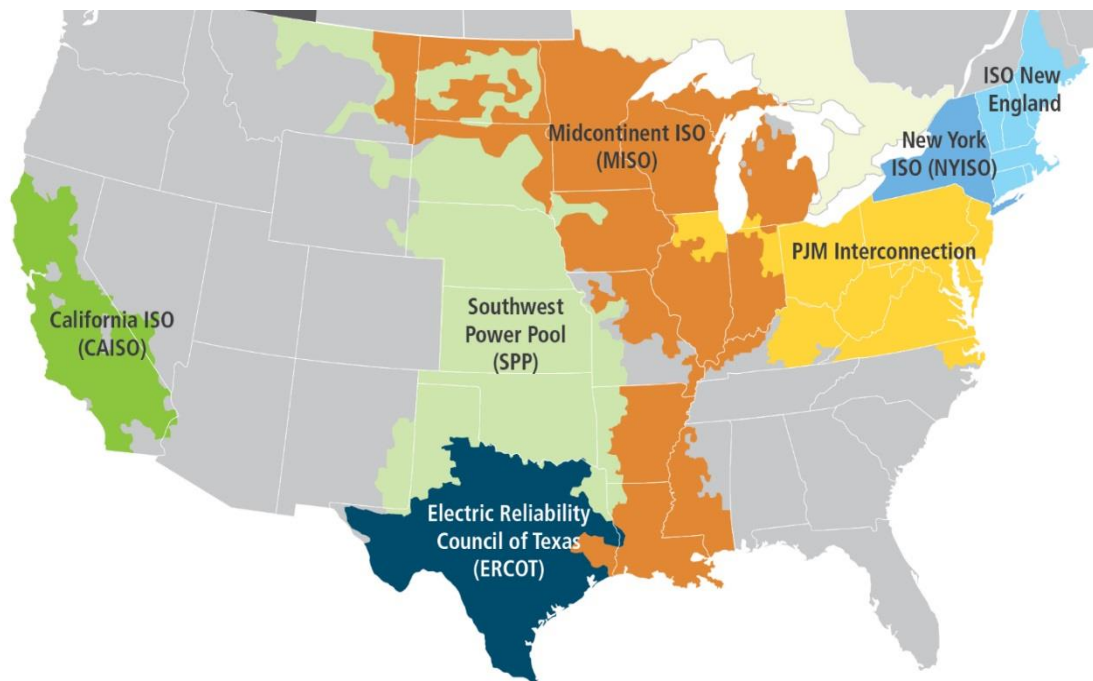 ISO New
England
New York
ISO (NYISO)
Midcontinent ISO
(MISO)
PJM Interconnection
California ISO
(CAISO)
Southwest
Power Pool
(SPP)
Electric Reliability
Council of Texas
(ERCOT)